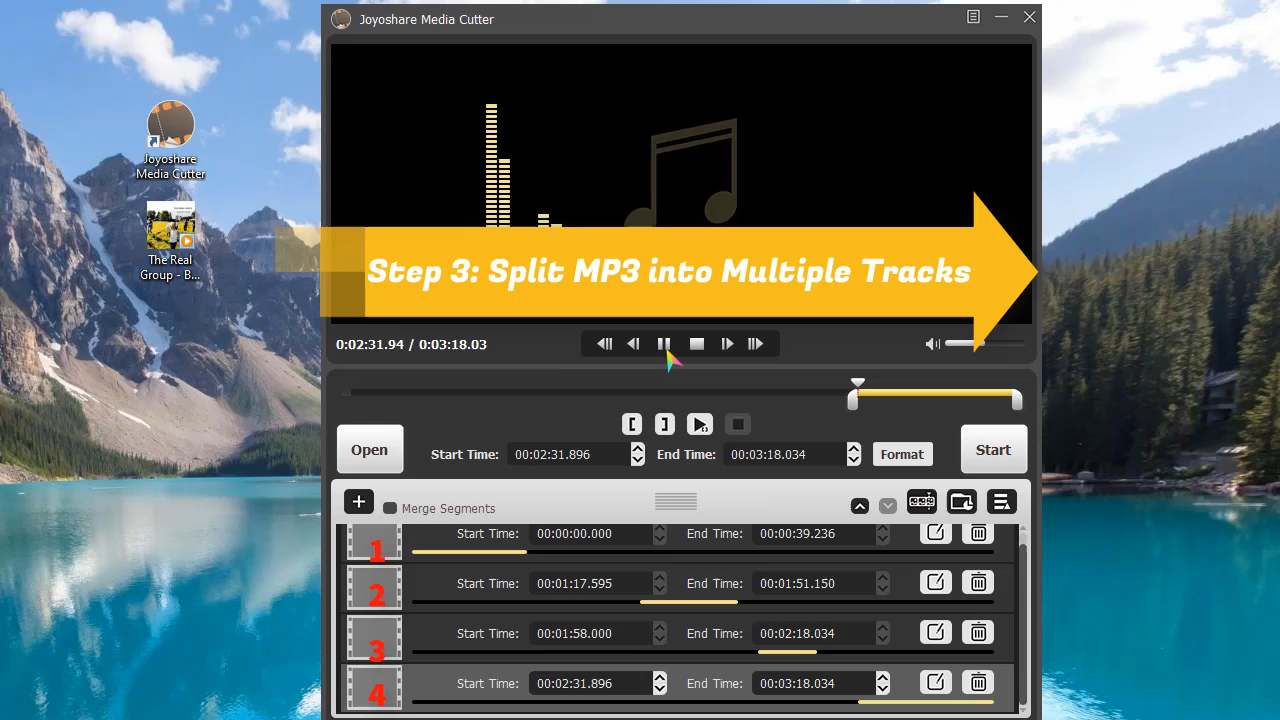 Joyoshare Media Cutter
Joyoshare
Media Cutter
The Real
Group - B...
Step 3: Split MP3 into Multiple Tracks
0:02:31.94 / 0:03:18.03
Open
Start Time: 00:02:31.896 End Time: 00:03:18.034 Format
Start
Merge Segments
1 Start Time: 00:00:00.000 End Time: 00:00:39.236
2 Start Time: 00:01:17.595 End Time: 00:01:51.150
3 Start Time: 00:01:58.000 End Time: 00:02:18.034
4 Start Time: 00:02:31.896 End Time: 00:03:18.034